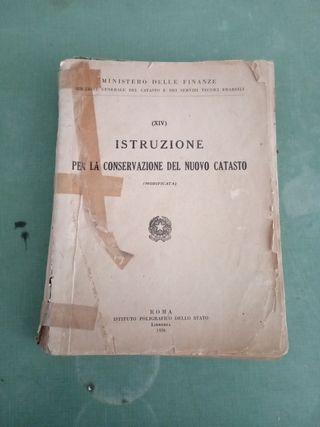 MINISTERO DELLE FINANZE
GENERALE DEL CATASTO E DEI SERVIZI TECNICI ERARIALI
(XIV)
ISTRUZIONE
PER LA CONSERVAZIONE DEL NUOVO CATASTO
(MODIFICATA)
ROMA
ISTITUTO POLIGRAFICO DELLO STATO
LIBRERIA